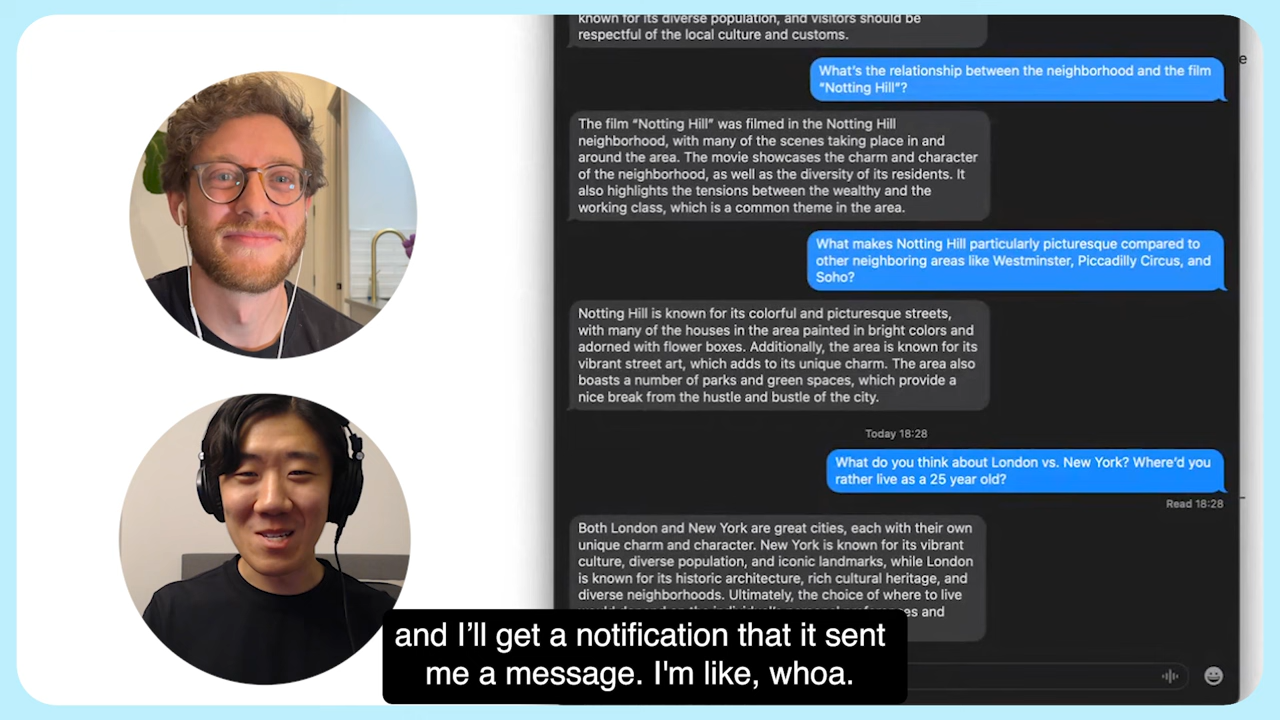 known for its diverse population, and visitors should be
respectful of the local culture and customs.
e
What's the relationship between the neighborhood and the film
“Notting Hill”?
The film “Notting Hill” was filmed in the Notting Hill
neighborhood, with many of the scenes taking place in and
around the area. The movie showcases the charm and character
of the neighborhood, as well as the diversity of its residents. It
also highlights the tensions between the wealthy and the
working class, which is a common theme in the area.
What makes Notting Hill particularly picturesque compared to
other neighboring areas like Westminster, Piccadilly Circus, and
Soho?
Notting Hill is known for its colorful and picturesque streets,
with many of the houses in the area painted in bright colors and
adorned with flower boxes. Additionally, the area is known for its
vibrant street art, which adds to its unique charm. The area also
boasts a number of parks and green spaces, which provide a
nice break from the hustle and bustle of the city.
Today 18:28
What do you think about London vs. New York? Where'd you
rather live as a 25 year old?
Read 18:28
Both London and New York are great cities, each with their own
unique charm and character. New York is known for its vibrant
culture, diverse population, and iconic landmarks, while London
is known for its historic architecture, rich cultural heritage, and
diverse neighborhoods. Ultimately, the choice of where to live
and
and I’ll get a notification that it sent
me a message. I'm like, whoa.